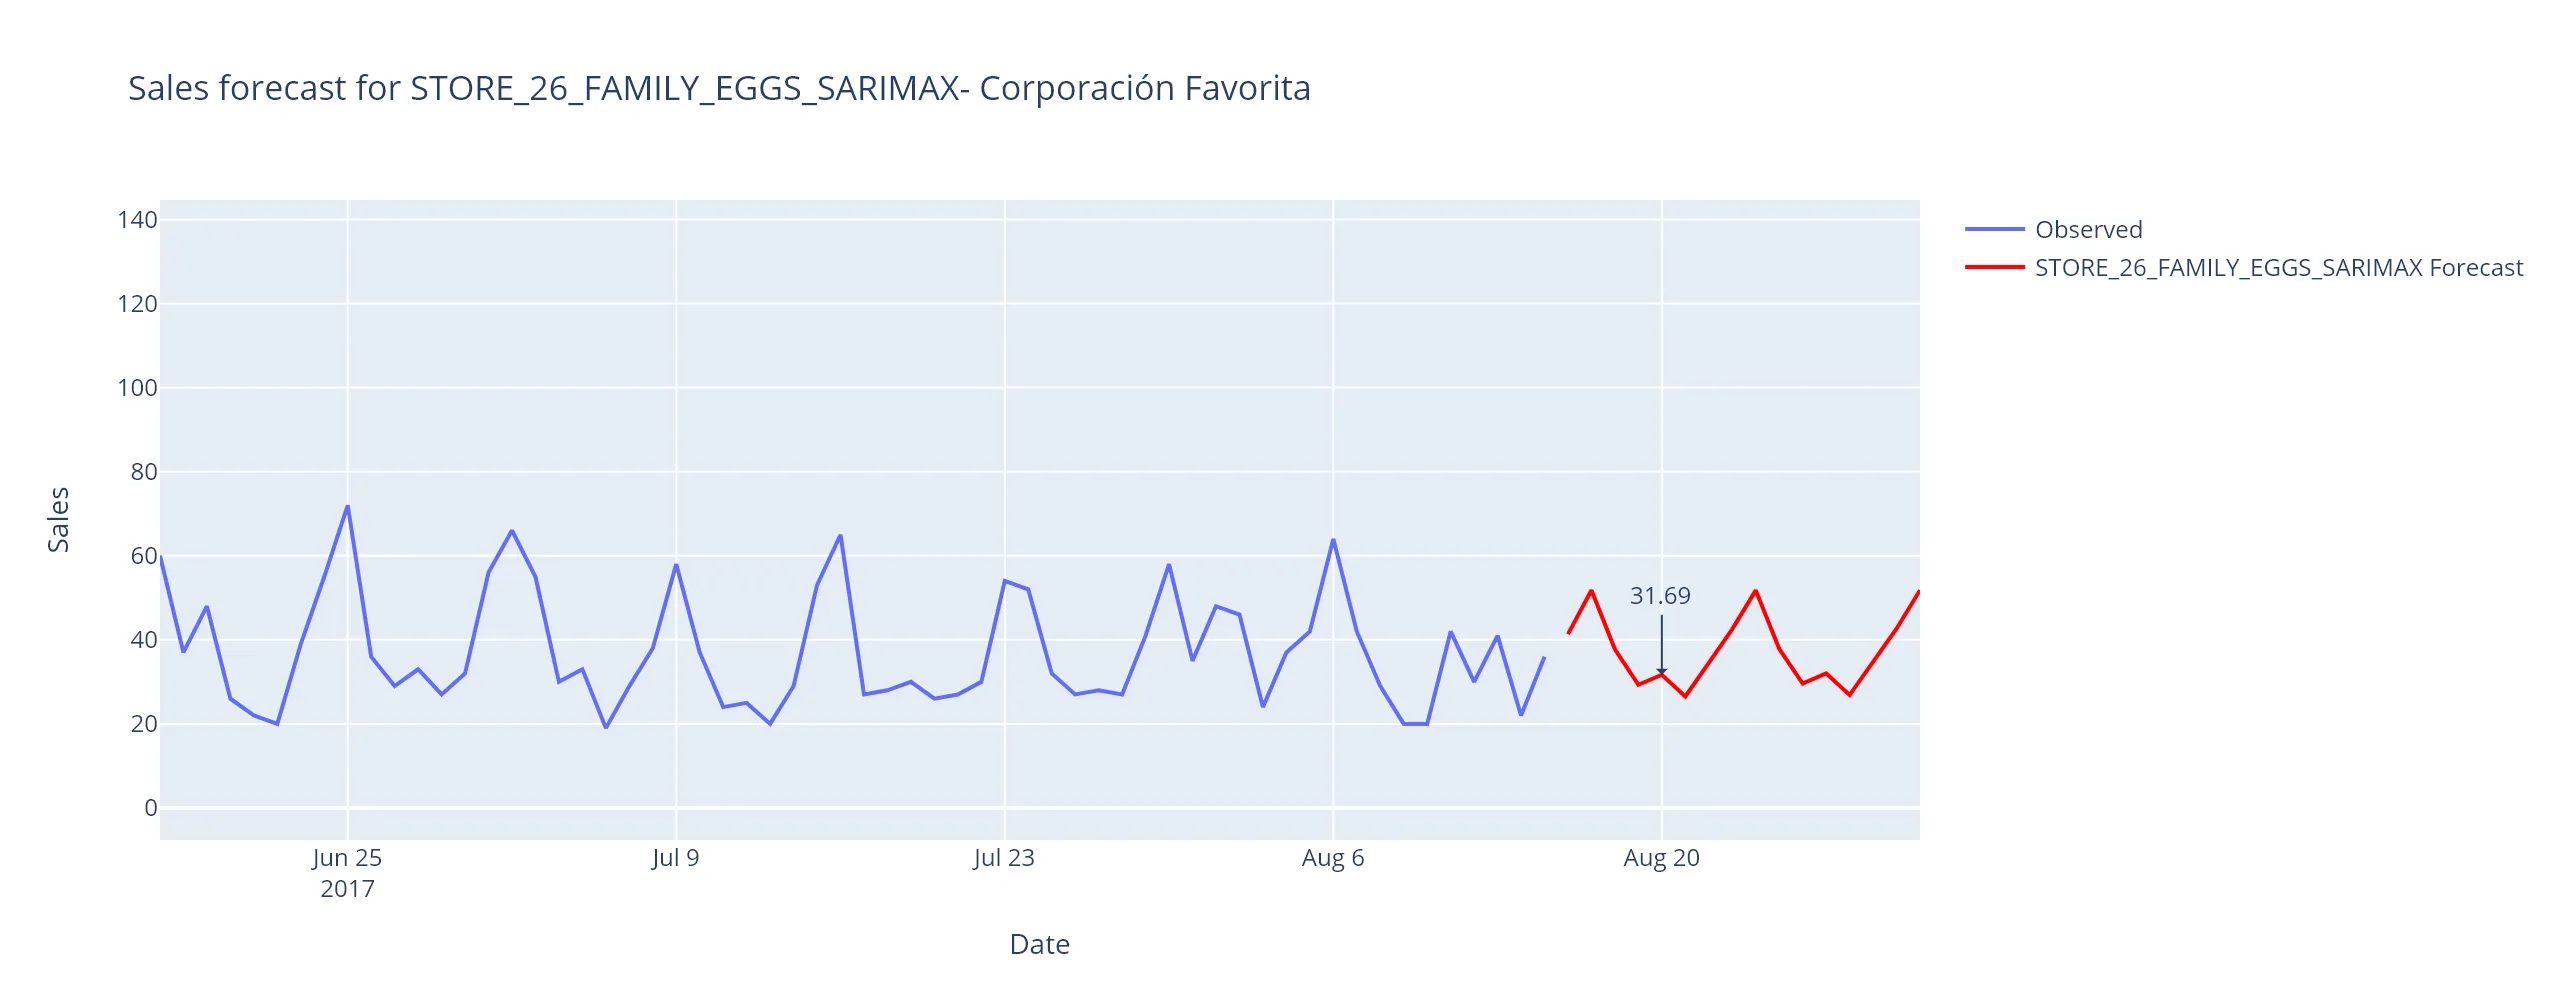 Sales forecast for STORE_26_FAMILY_EGGS_SARIMAX- Corporación Favorita
Observed
STORE_26_FAMILY_EGGS_SARIMAX Forecast
140
120
100
80
60
40
20
0
Sales
31.69
Jun 25
2017
Jul 9
Jul 23
Aug 6
Aug 20
Date